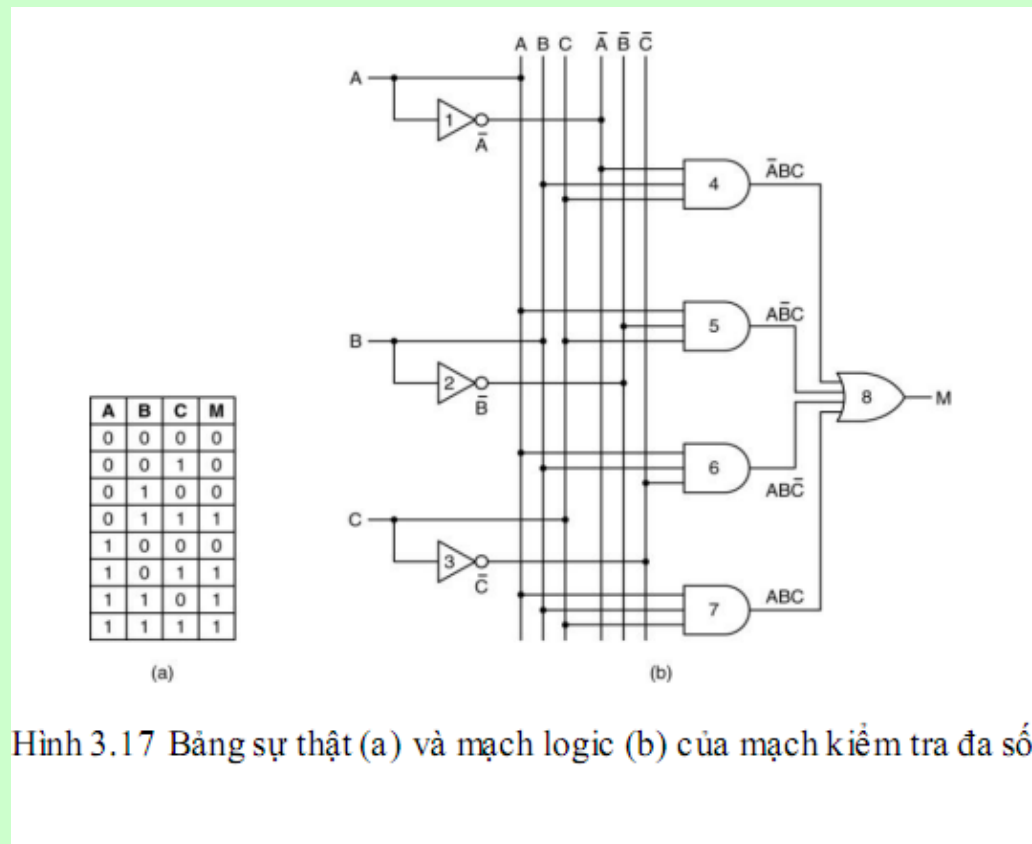 A B C A̅ B̅ C̅
A
1
A̅
4
A̅BC
5
AB̅C
B
2
B̅
8
M
A B C M
0 0 0 0
0 0 1 0
0 1 0 0
0 1 1 1
1 0 0 0
1 0 1 1
1 1 0 1
1 1 1 1
6
ABC̅
C
3
C̅
7
ABC
(a)
(b)
Hình 3.17 Bảng sự thật (a) và mạch logic (b) của mạch kiểm tra đa số